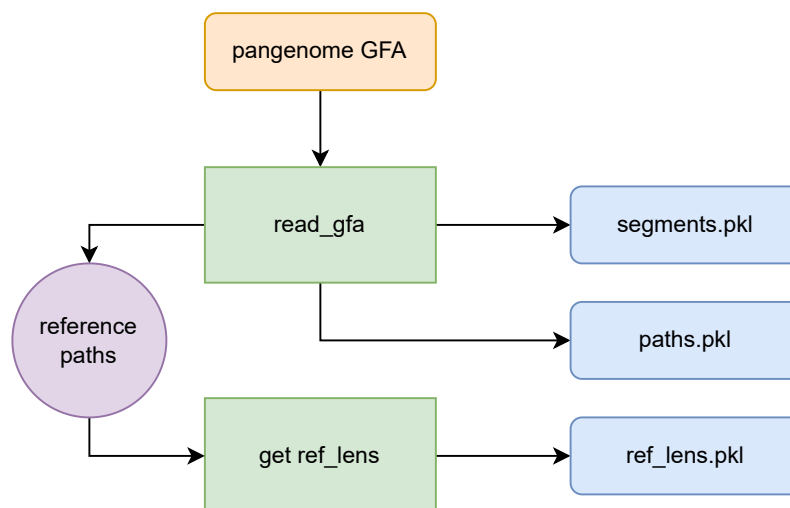 pangenome GFA
read_gfa
segments.pkl
reference
paths
paths.pkl
get ref_lens
ref_lens.pkl